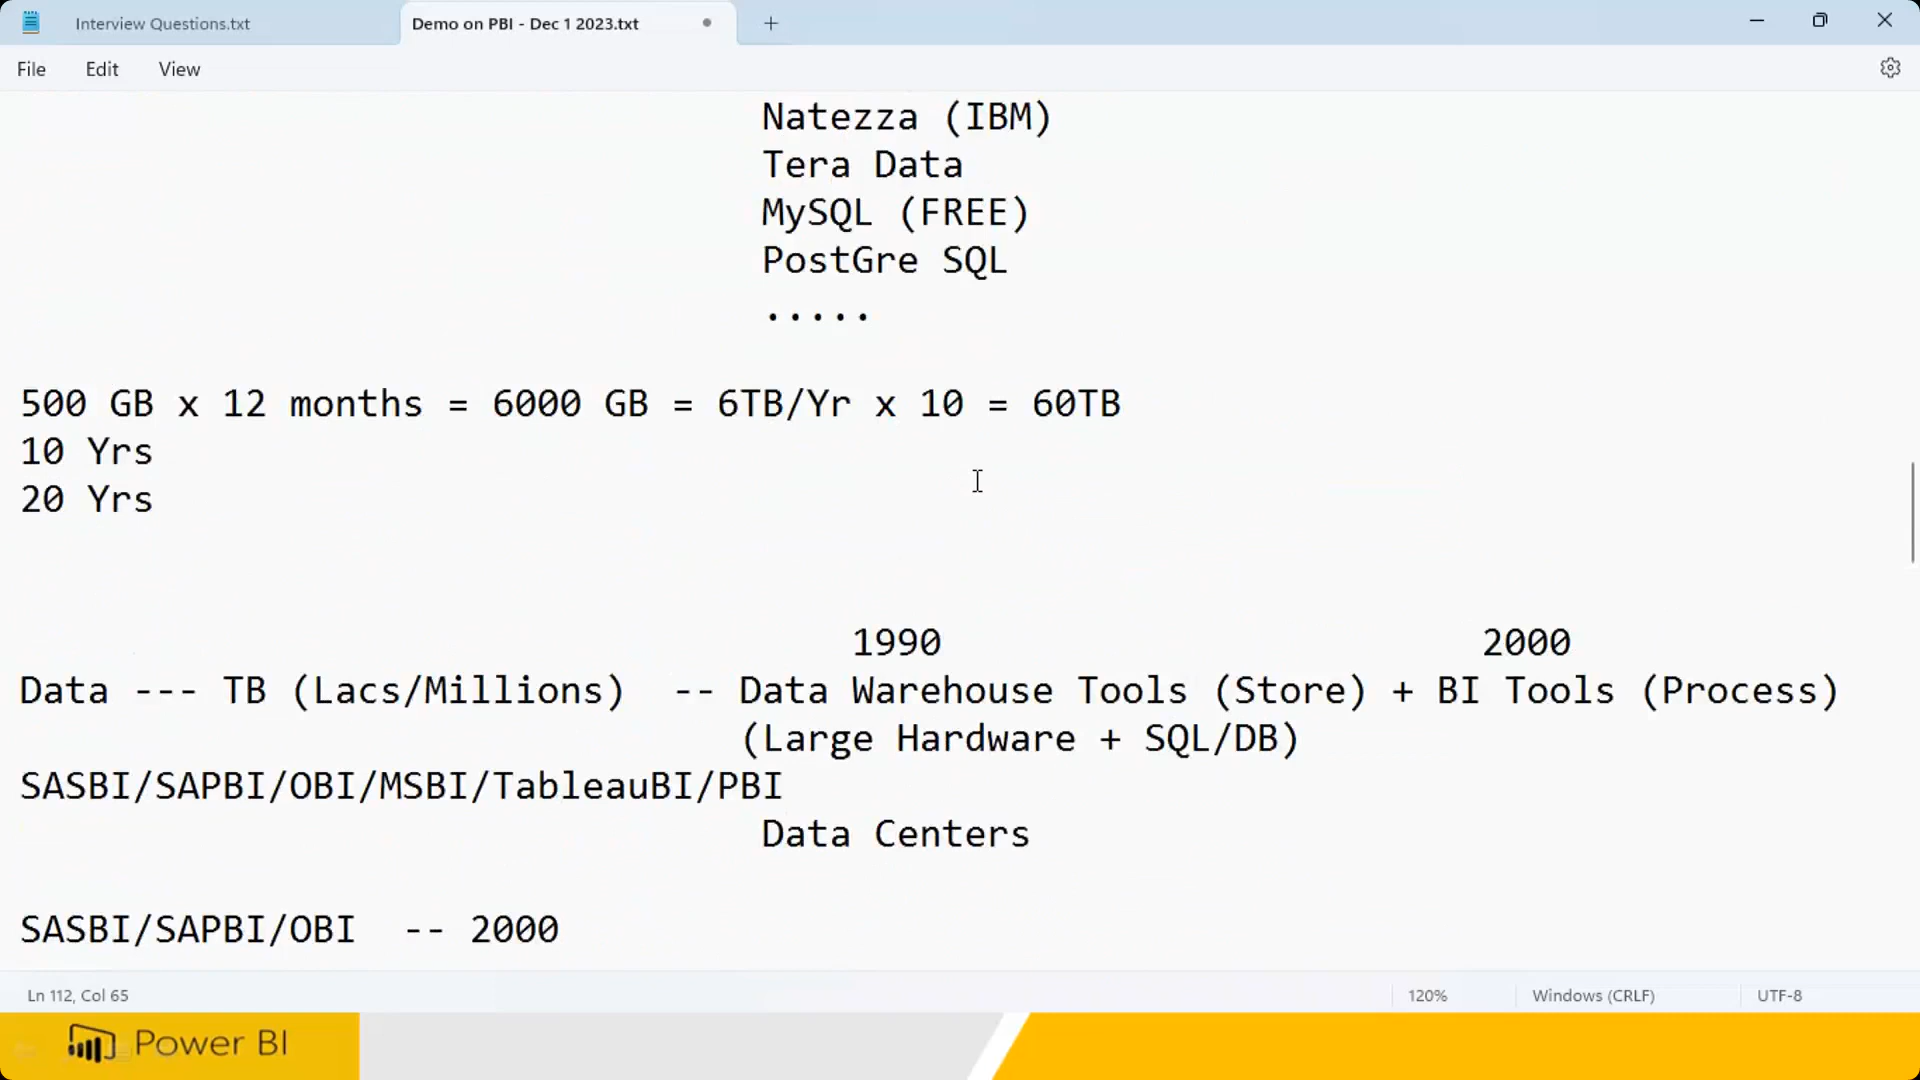 Interview Questions.txt
Demo on PBI - Dec 1 2023.txt
File Edit View
Natezza (IBM)
Tera Data
MySQL (FREE)
PostGre SQL
.....
500 GB x 12 months = 6000 GB = 6TB/Yr x 10 = 60TB
10 Yrs
20 Yrs
1990 2000
Data --- TB (Lacs/Millions) -- Data Warehouse Tools (Store) + BI Tools (Process)
(Large Hardware + SQL/DB)
SASBI/SAPBI/OBI/MSBI/TableauBI/PBI
Data Centers
SASBI/SAPBI/OBI -- 2000
Ln 112, Col 65 120% Windows (CRLF) UTF-8
Power BI